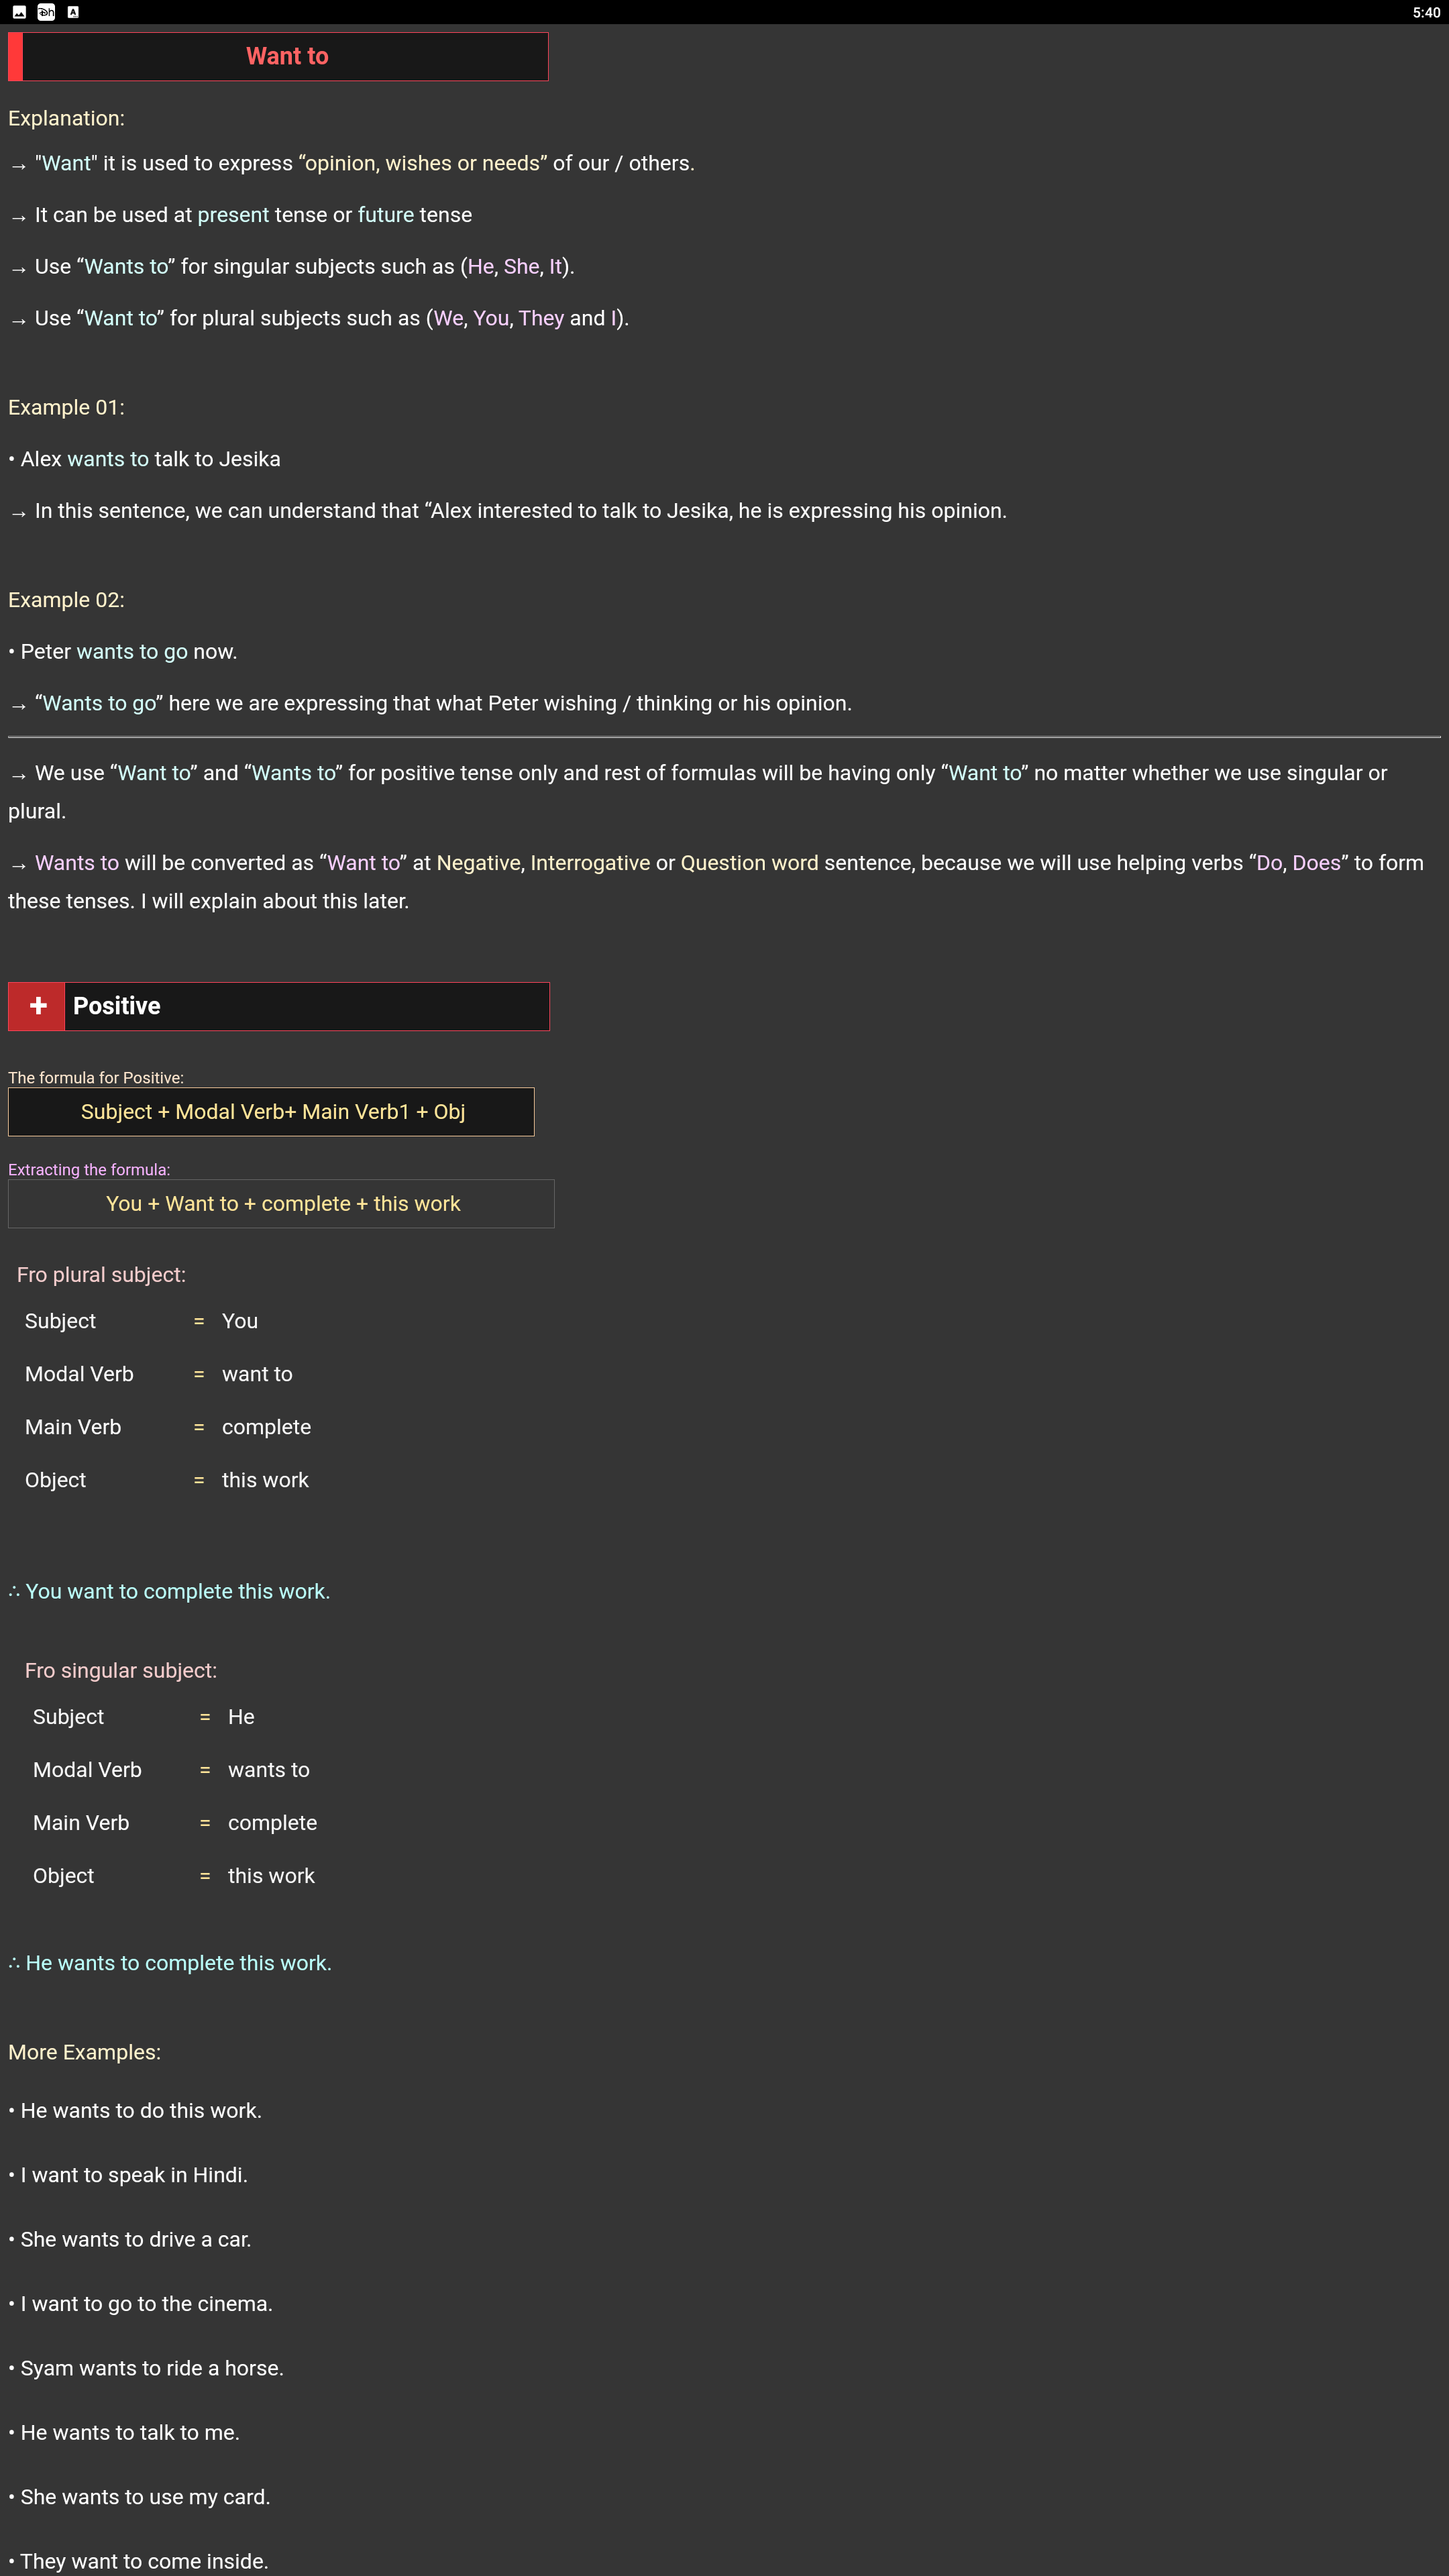 5:40
Want to
Explanation:
→ "Want" it is used to express “opinion, wishes or needs” of our / others.
→ It can be used at present tense or future tense
→ Use “Wants to” for singular subjects such as (He, She, It).
→ Use “Want to” for plural subjects such as (We, You, They and I).
Example 01:
• Alex wants to talk to Jesika
→ In this sentence, we can understand that “Alex interested to talk to Jesika, he is expressing his opinion.
Example 02:
• Peter wants to go now.
→ “Wants to go” here we are expressing that what Peter wishing / thinking or his opinion.
→ We use “Want to” and “Wants to” for positive tense only and rest of formulas will be having only “Want to” no matter whether we use singular or
plural.
→ Wants to will be converted as “Want to” at Negative, Interrogative or Question word sentence, because we will use helping verbs “Do, Does” to form
these tenses. I will explain about this later.
+ Positive
The formula for Positive:
Subject + Modal Verb+ Main Verb1 + Obj
Extracting the formula:
You + Want to + complete + this work
Fro plural subject:
Subject = You
Modal Verb = want to
Main Verb = complete
Object = this work
∴ You want to complete this work.
Fro singular subject:
Subject = He
Modal Verb = wants to
Main Verb = complete
Object = this work
∴ He wants to complete this work.
More Examples:
• He wants to do this work.
• I want to speak in Hindi.
• She wants to drive a car.
• I want to go to the cinema.
• Syam wants to ride a horse.
• He wants to talk to me.
• She wants to use my card.
• They want to come inside.